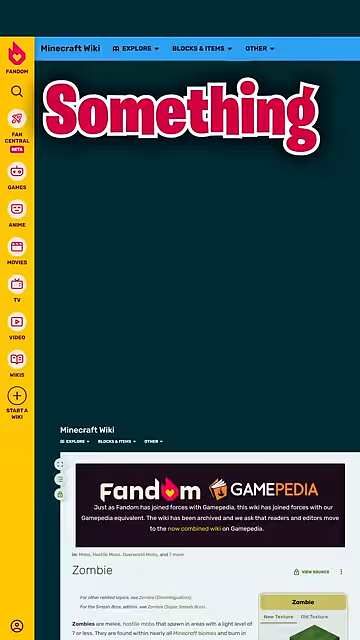 Minecraft Wiki
EXPLORE
BLOCKS & ITEMS
OTHER
FANDOM
FAN
CENTRAL
BETA
GAMES
ANIME
MOVIES
TV
VIDEO
WIKIS
START A
WIKI
Something
Minecraft Wiki
EXPLORE
BLOCKS & ITEMS
OTHER
Fandom GAMEPEDIA
Just as Fandom has joined forces with Gamepedia, this wiki has joined forces with our
Gamepedia equivalent. The wiki has been archived and we ask that readers and editors move
to the now combined wiki on Gamepedia.
in: Mobs, Hostile Mobs, Overworld Mobs, and 7 more
Zombie
VIEW SOURCE
For other related topics, see Zombie (Disambiguation).
For the Smash Bros. edition, see Zombie (Super Smash Bros).
Zombie
New Texture Old Texture
Zombies are melee, hostile mobs that spawn in areas with a light level of
7 or less. They are found within nearly all Minecraft biomes and burn in